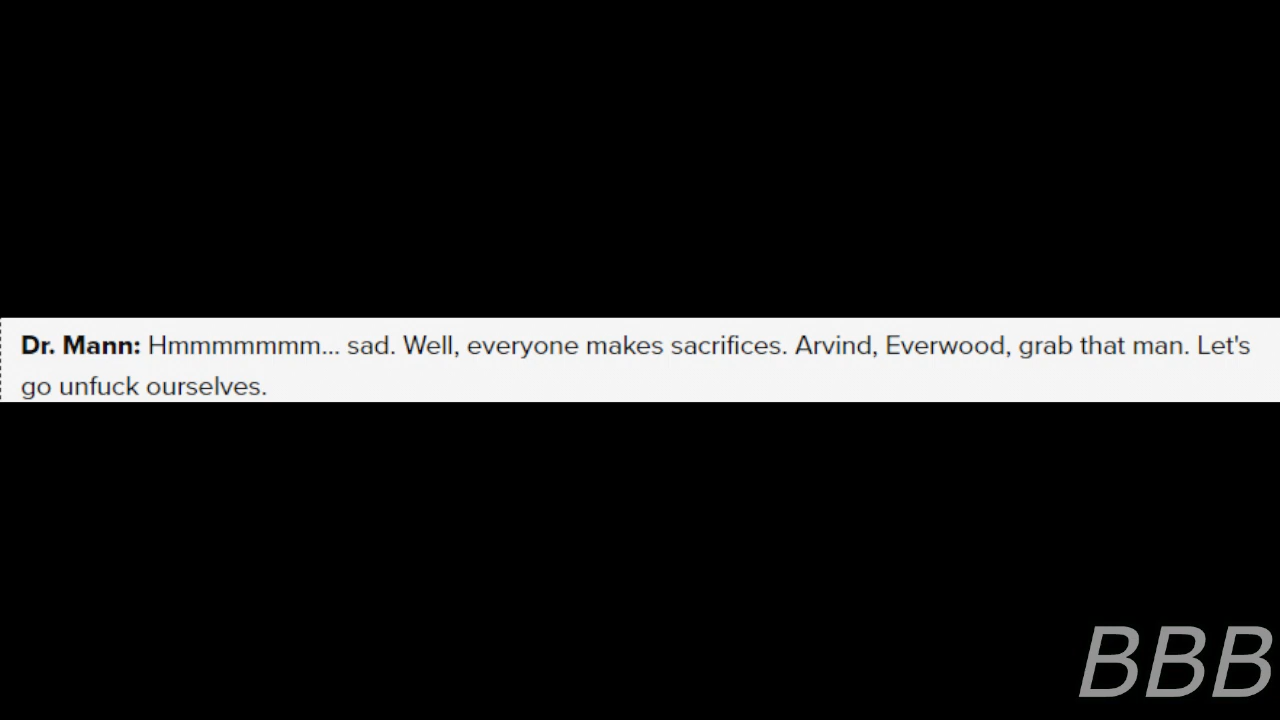 Dr. Mann: Hmmmmmmm... sad. Well, everyone makes sacrifices. Arvind, Everwood, grab that man. Let's
go unfuck ourselves.
BBB